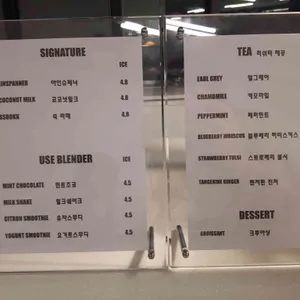 SIGNATURE
ICE
EINSPANNER 아인슈페너 4.0
COCONUT MILK 코코넛밀크 4.0
쑥 라떼 4.0
USE BLENDER ICE
MINT CHOCOLATE 민트초코 4.5
MILK SHAKE 밀크쉐이크 4.5
CITRON SMOOTHIE 유자스무디 4.5
YOGURT SMOOTHIE 요거트스무디 4.5
TEA 제공
EARL GREY 얼그레이
CHAMOMILE 캐모마일
PEPPERMINT 페퍼민트
BLUEBERRY HIBISCUS 블루베리 히비스커스
STRAWBERRY TULSI 스트로베리 툴시
TANGERINE GINGER 탠저린 진저
DESSERT
CROISSANT 크루아상